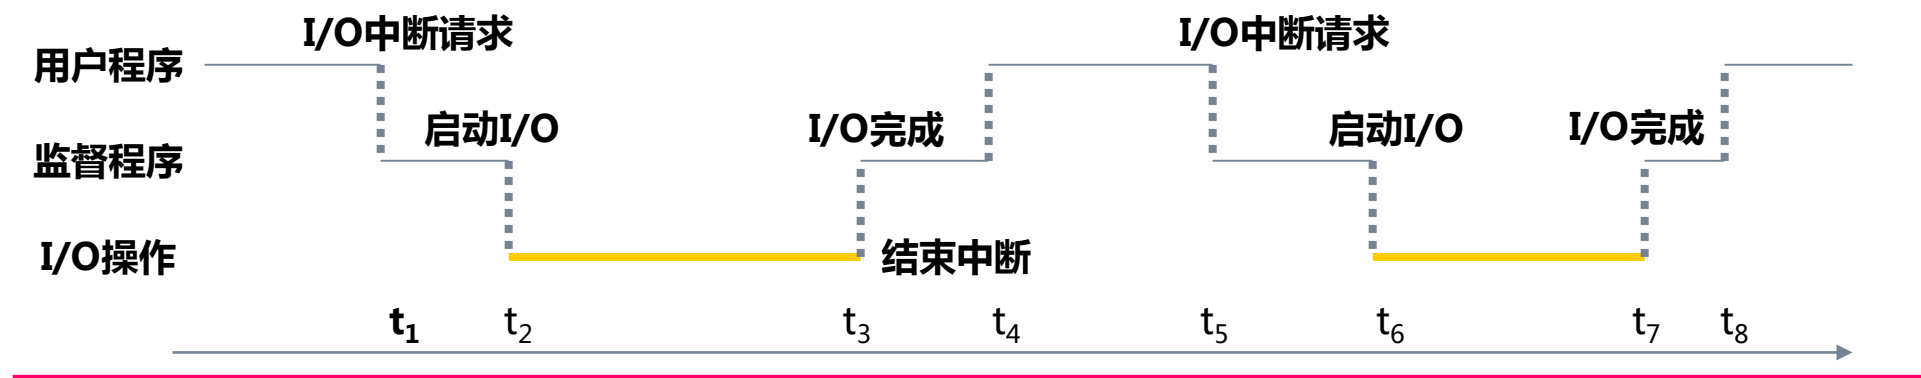 I/O中断请求 I/O中断请求
用户程序
启动I/O I/O完成 启动I/O I/O完成
监督程序
I/O操作 结束中断
t1 t2 t3 t4 t5 t6 t7 t8